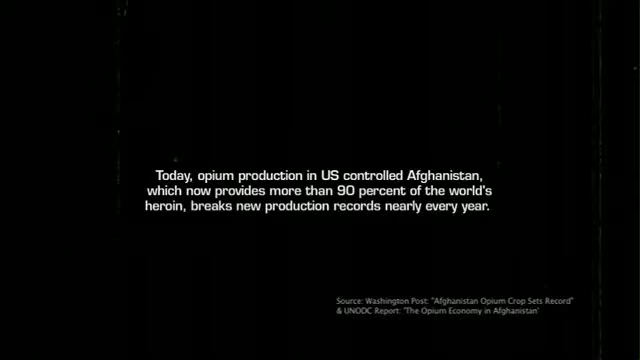 Today, opium production in US controlled Afghanistan,
which now provides more than 90 percent of the world's
heroin, breaks new production records nearly every year.
Source: Washington Post: "Afghanistan Opium Crop Sets Record"
& UNODC Report: 'The Opium Economy in Afghanistan'